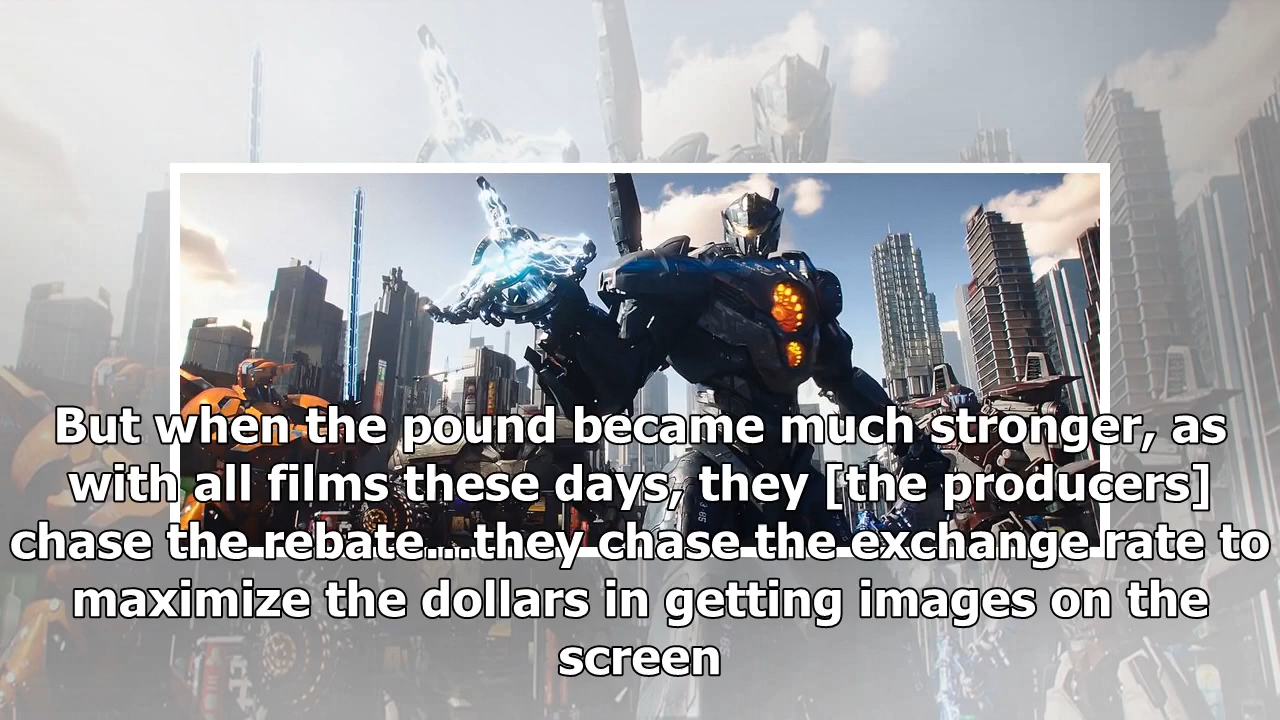 But when the pound became much stronger, as
with all films these days, they [the producers]
chase the rebate....they chase the exchange rate to
maximize the dollars in getting images on the
screen